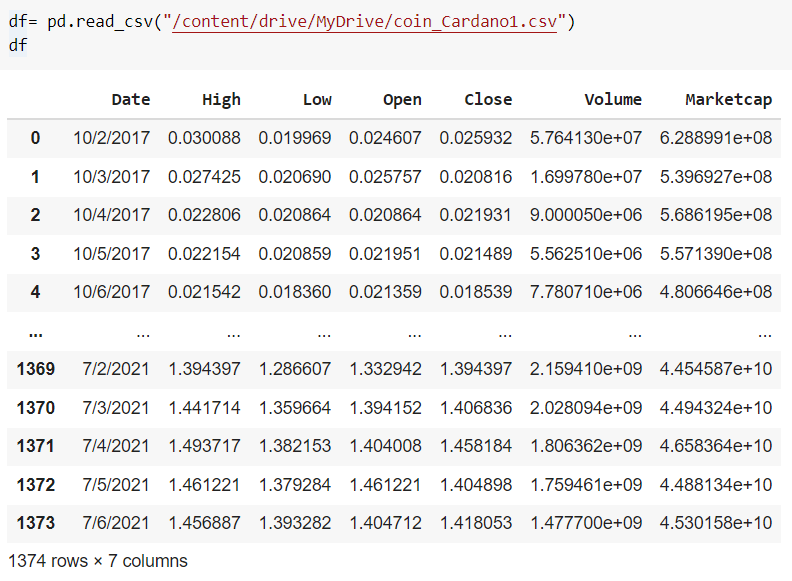 df= pd.read_csv("/content/drive/MyDrive/coin_Cardano1.csv")
df
Date High Low Open Close Volume Marketcap
0 10/2/2017 0.030088 0.019969 0.024607 0.025932 5.764130e+07 6.288991e+08
1 10/3/2017 0.027425 0.020690 0.025757 0.020816 1.699780e+07 5.396927e+08
2 10/4/2017 0.022806 0.020864 0.020864 0.021931 9.000050e+06 5.686195e+08
3 10/5/2017 0.022154 0.020859 0.021951 0.021489 5.562510e+06 5.571390e+08
4 10/6/2017 0.021542 0.018360 0.021359 0.018539 7.780710e+06 4.806646e+08
... ... ... ... ... ... ... ...
1369 7/2/2021 1.394397 1.286607 1.332942 1.394397 2.159410e+09 4.454587e+10
1370 7/3/2021 1.441714 1.359664 1.394152 1.406836 2.028094e+09 4.494324e+10
1371 7/4/2021 1.493717 1.382153 1.404008 1.458184 1.806362e+09 4.658364e+10
1372 7/5/2021 1.461221 1.379284 1.461221 1.404898 1.759461e+09 4.488134e+10
1373 7/6/2021 1.456887 1.393282 1.404712 1.418053 1.477700e+09 4.530158e+10
1374 rows × 7 columns